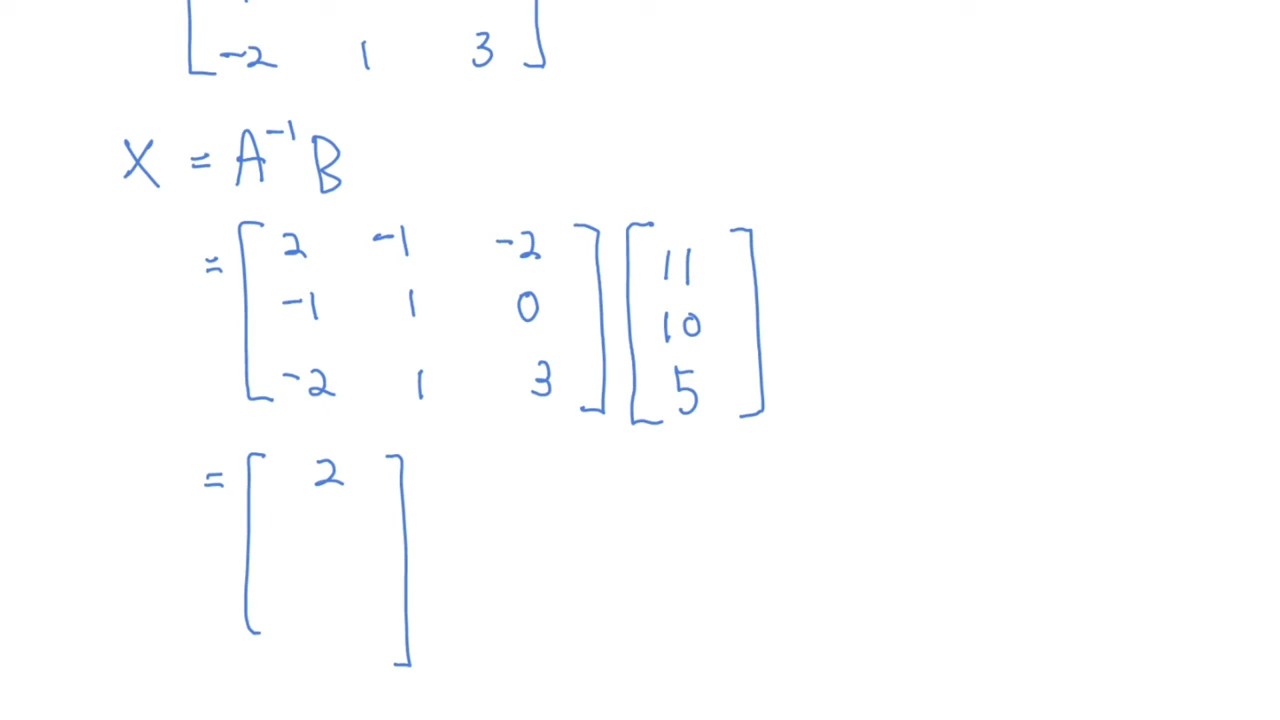 -2 1 3
X = A⁻¹B
= [ 2 -1 -2 ] [ 11 ]
-1 1 0 10
-2 1 3 5
= [ 2 ]